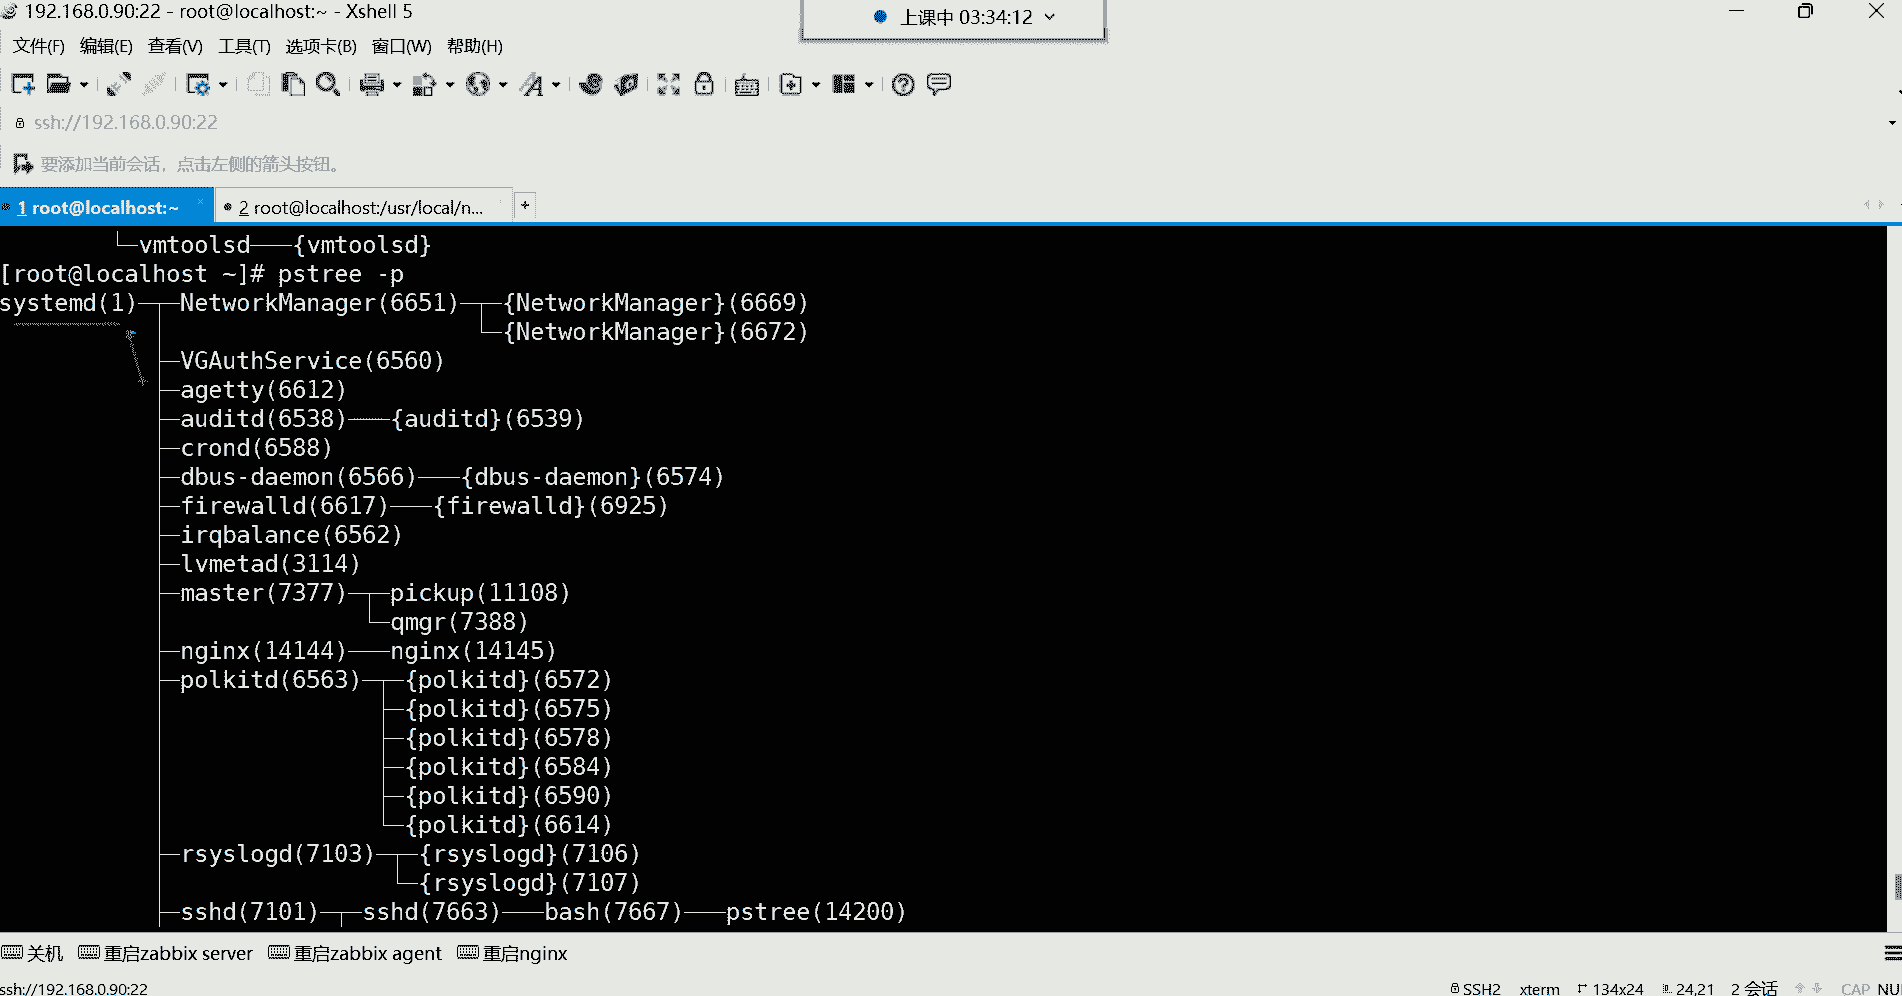 192.168.0.90:22 - root@localhost:~ - Xshell 5
上课中 03:34:12
文件(F) 编辑(E) 查看(V) 工具(T) 选项卡(B) 窗口(W) 帮助(H)
ssh://192.168.0.90:22
要添加当前会话，点击左侧的箭头按钮。
1 root@localhost:~ × 2 root@localhost:/usr/local/n... +
└─vmtoolsd───{vmtoolsd}
[root@localhost ~]# pstree -p
systemd(1)─┬─NetworkManager(6651)─┬─{NetworkManager}(6669)
└─{NetworkManager}(6672)
├─VGAuthService(6560)
├─agetty(6612)
├─auditd(6538)───{auditd}(6539)
├─crond(6588)
├─dbus-daemon(6566)───{dbus-daemon}(6574)
├─firewalld(6617)───{firewalld}(6925)
├─irqbalance(6562)
├─lvmetad(3114)
├─master(7377)─┬─pickup(11108)
└─qmgr(7388)
├─nginx(14144)───nginx(14145)
├─polkitd(6563)─┬─{polkitd}(6572)
├─{polkitd}(6575)
├─{polkitd}(6578)
├─{polkitd}(6584)
├─{polkitd}(6590)
└─{polkitd}(6614)
├─rsyslogd(7103)─┬─{rsyslogd}(7106)
└─{rsyslogd}(7107)
├─sshd(7101)─┬─sshd(7663)───bash(7667)───pstree(14200)
关机 重启zabbix server 重启zabbix agent 重启nginx
ssh://192.168.0.90:22 SSH2 xterm 134x24 24,21 2 会话 CAP NU